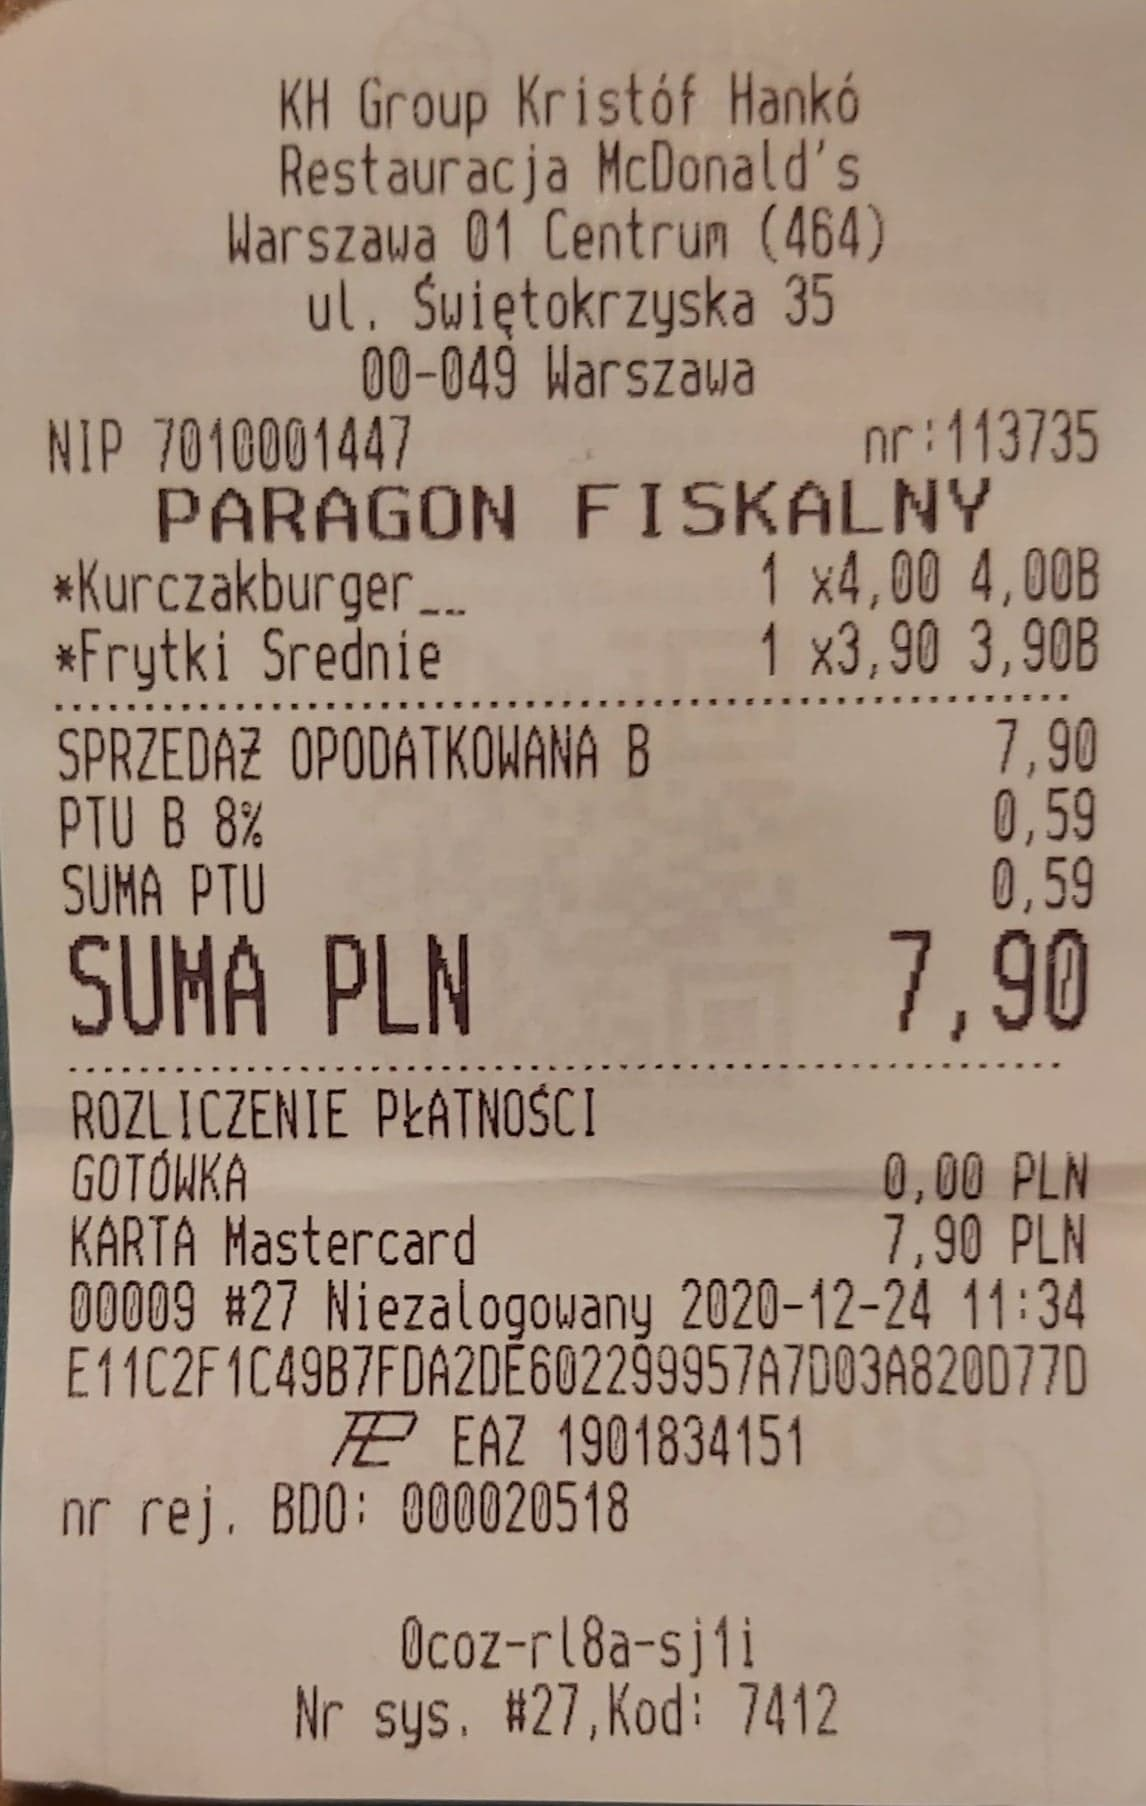 KH Group Kristóf Hankó
Restauracja McDonald's
Warszawa 01 Centrum (464)
ul. Świętokrzyska 35
00-049 Warszawa
NIP 7010001447 nr:113735
PARAGON FISKALNY
*Kurczakburger_ _ 1 x4,00 4,00B
*Frytki Srednie 1 x3,90 3,90B
SPRZEDAŻ OPODATKOWANA B 7,90
PTU B 8% 0,59
SUMA PTU 0,59
SUMA PLN 7,90
ROZLICZENIE PŁATNOŚCI
GOTÓWKA 0,00 PLN
KARTA Mastercard 7,90 PLN
00009 #27 Niezalogowany 2020-12-24 11:34
E11C2F1C49B7FDA2DE602299957A7D03A820D77D
EAZ 1901834151
nr rej. BDO: 000020518
0coz-rl8a-sj1i
Nr sys. #27,Kod: 7412